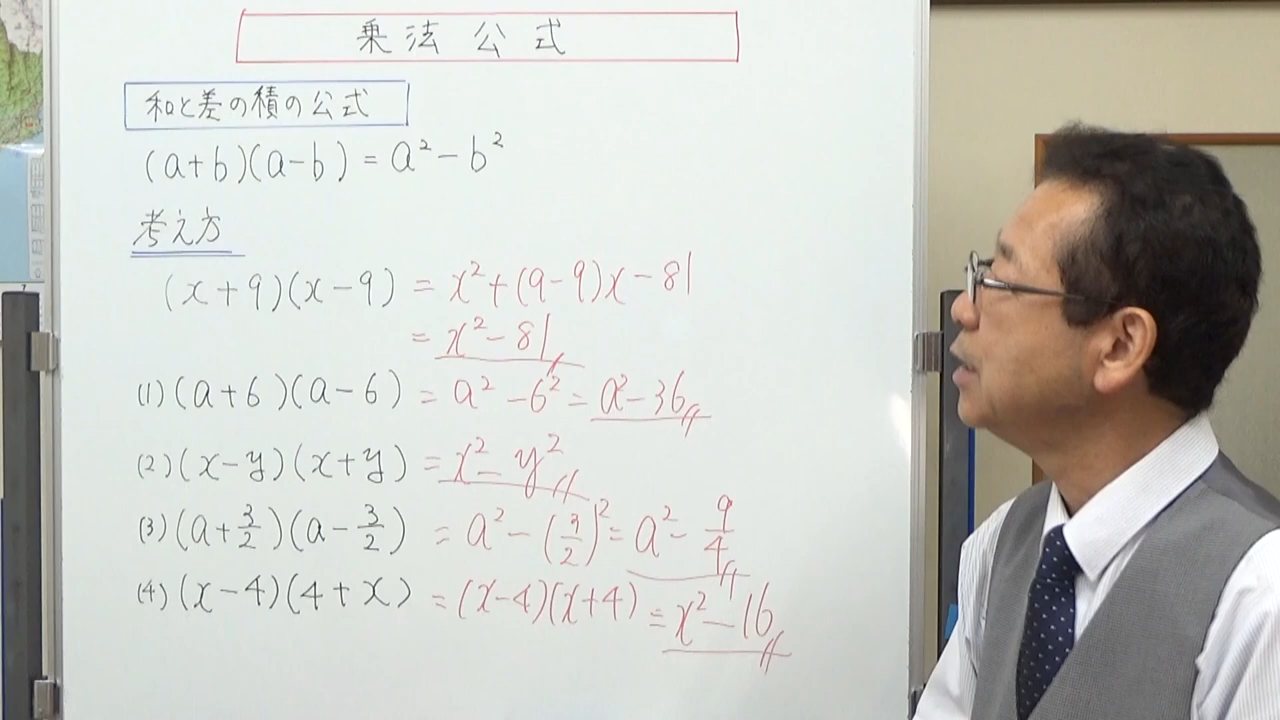 乗法公式
和と差の積の公式
(a+b)(a-b) = a² - b²
考え方
(x+9)(x-9) = x²+(9-9)x-81
= x²-81
(1) (a+6)(a-6) = a²-6² = a²-36
(2) (x-y)(x+y) = x²-y²
(3) (a+3/2)(a-3/2) = a²-(3/2)² = a²-9/4
(4) (x-4)(4+x) = (x-4)(x+4) = x²-16